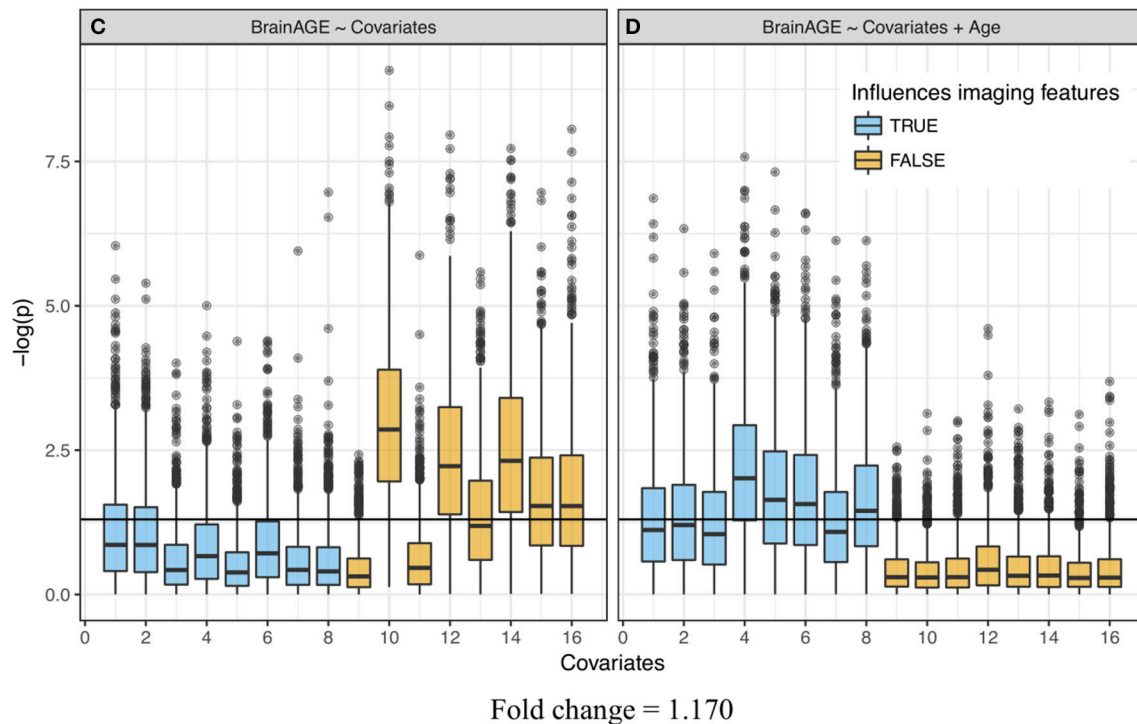 C BrainAGE ~ Covariates
D BrainAGE ~ Covariates + Age
Influences imaging features
TRUE
FALSE
−log(p)
7.5
5.0
2.5
0.0
0 2 4 6 8 10 12 14 16
0 2 4 6 8 10 12 14 16
Covariates
Fold change = 1.170